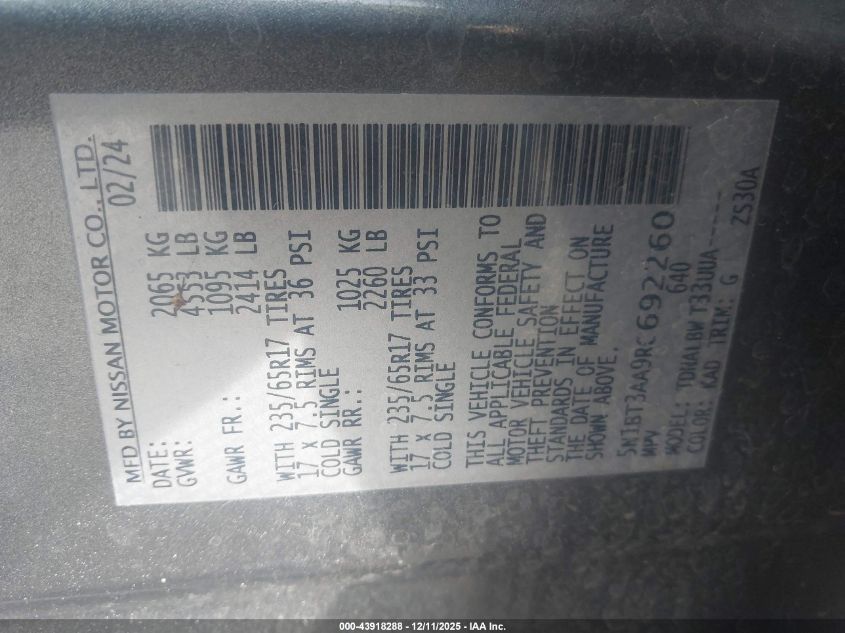 MFD BY NISSAN MOTOR CO., LTD.
DATE: 02/24
GVWR: 2065 KG
4553 LB
GAWR FR.: 1095 KG
2414 LB
WITH 235/65R17 TIRES
17 X 7.5 RIMS AT 36 PSI
COLD SINGLE
GAWR RR.: 1025 KG
2260 LB
WITH 235/65R17 TIRES
17 X 7.5 RIMS AT 33 PSI
COLD SINGLE
THIS VEHICLE CONFORMS TO
ALL APPLICABLE FEDERAL
MOTOR VEHICLE SAFETY AND
THEFT PREVENTION
STANDARDS IN EFFECT ON
THE DATE OF MANUFACTURE
SHOWN ABOVE.
5N1BT3AA9RC692260
MPV 640
MODEL: T33UUA------
COLOR: KAD TRIM: G ZS30A
000-43918288 - 12/11/2025 - IAA Inc.